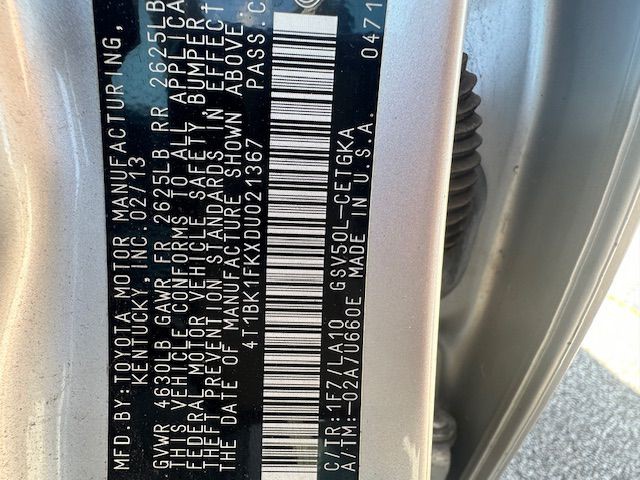 MFD.BY:TOYOTA MOTOR MANUFACTURING,
KENTUCKY, INC.02/13
GVWR 4630LB GAWR FR 2625LB RR 2625LB
THIS VEHICLE CONFORMS TO ALL APPLICA
FEDERAL MOTOR VEHICLE SAFETY, BUMPER
THEFT PREVENTION STANDARDS IN EFFECT
THE DATE OF MANUFACTURE SHOWN ABOVE.
4T1BK1FKXDU021367 PASS.C
C/TR:1F7/LA10 GSV50L-CETGKA
A/TM:-02A/U660E MADE IN U.S.A. 0471